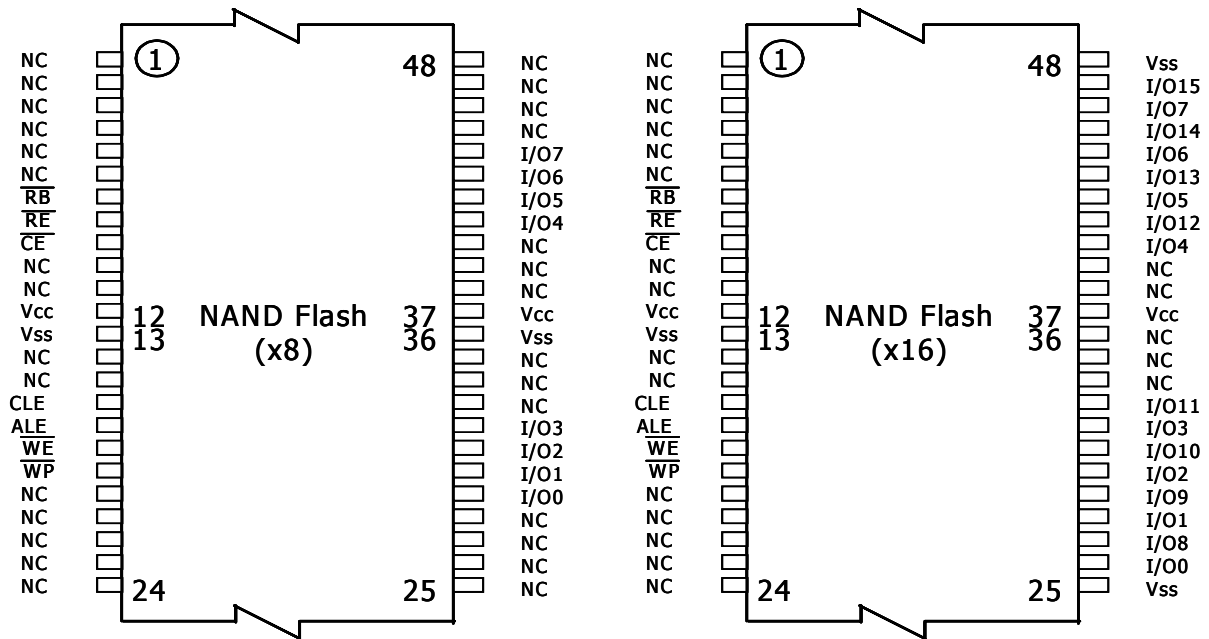 NC 1 48 NC
NC NC
NC NC
NC NC
NC I/O7
NC I/O6
RB I/O5
RE I/O4
CE NC
NC NC
NC NC
Vcc 12 NAND Flash 37 Vcc
Vss 13 (x8) 36 Vss
NC NC
NC NC
CLE NC
ALE I/O3
WE I/O2
WP I/O1
NC I/O0
NC NC
NC NC
NC NC
NC 24 25 NC
NC 1 48 Vss
NC I/O15
NC I/O7
NC I/O14
NC I/O6
NC I/O13
RB I/O5
RE I/O12
CE I/O4
NC NC
NC NC
Vcc 12 NAND Flash 37 Vcc
Vss 13 (x16) 36 NC
NC NC
NC NC
CLE I/O11
ALE I/O3
WE I/O10
WP I/O2
NC I/O9
NC I/O1
NC I/O8
NC I/O0
NC 24 25 Vss